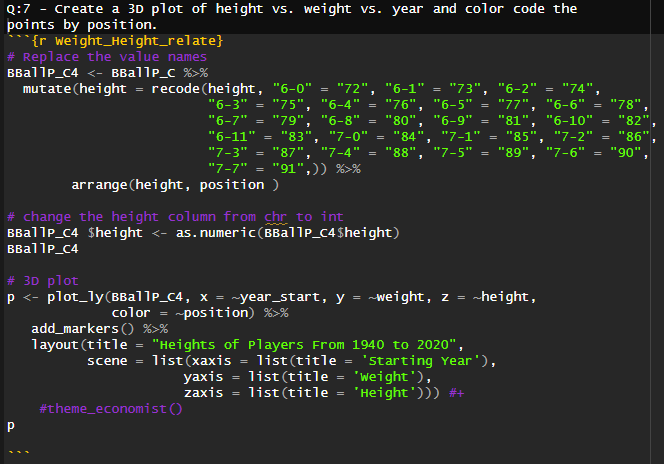 Q:7 - Create a 3D plot of height vs. weight vs. year and color code the
points by position.
```{r Weight_Height_relate}
# Replace the value names
BBallP_C4 <- BBallP_C %>%
  mutate(height = recode(height, "6-0" = "72", "6-1" = "73", "6-2" = "74",
                         "6-3" = "75", "6-4" = "76", "6-5" = "77", "6-6" = "78",
                         "6-7" = "79", "6-8" = "80", "6-9" = "81", "6-10" = "82",
                         "6-11" = "83", "7-0" = "84", "7-1" = "85", "7-2" = "86",
                         "7-3" = "87", "7-4" = "88", "7-5" = "89", "7-6" = "90",
                         "7-7" = "91",)) %>%
        arrange(height, position )
# change the height column from chr to int
BBallP_C4 $height <- as.numeric(BBallP_C4$height)
BBallP_C4
# 3D plot
p <- plot_ly(BBallP_C4, x = ~year_start, y = ~weight, z = ~height,
             color = ~position) %>%
   add_markers() %>%
   layout(title = "Heights of Players From 1940 to 2020",
          scene = list(xaxis = list(title = 'Starting Year'),
                      yaxis = list(title = 'Weight'),
                      zaxis = list(title = 'Height'))) #+
    #theme_economist()
p
```